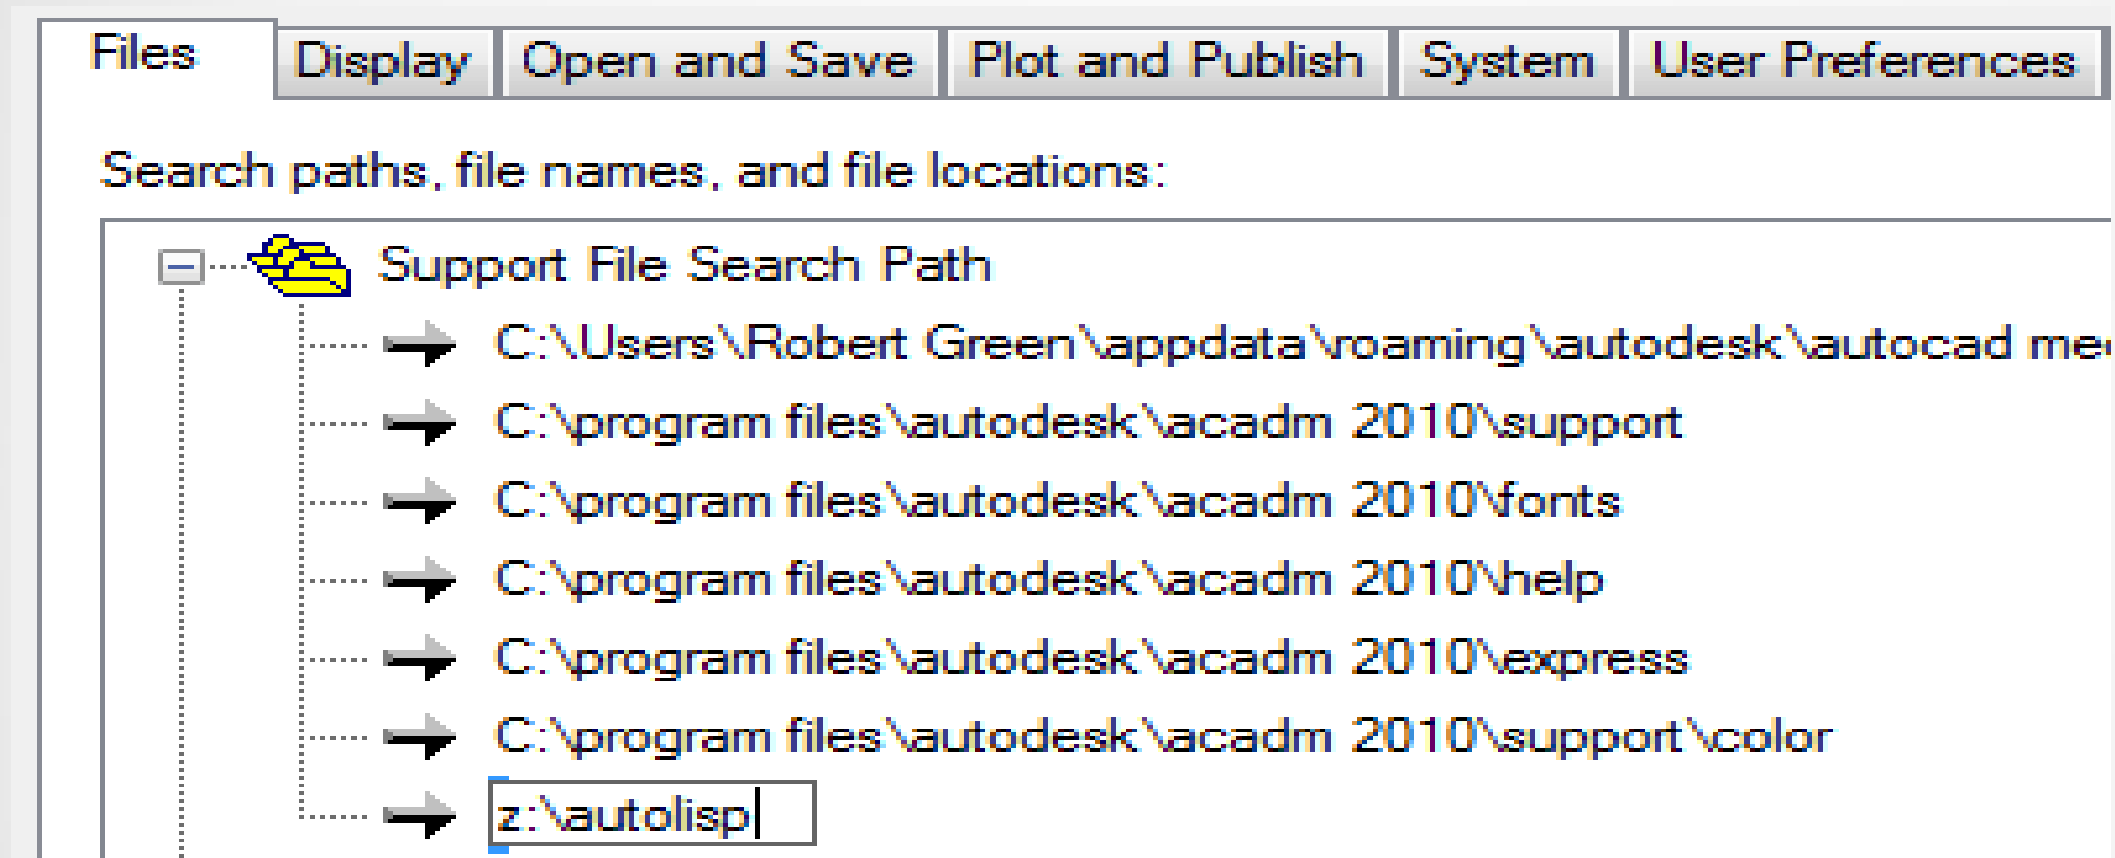 Files Display Open and Save Plot and Publish System User Preferences
Search paths, file names, and file locations:
Support File Search Path
C:\Users\Robert Green\appdata\roaming\autodesk\autocad me
C:\program files\autodesk\acadm 2010\support
C:\program files\autodesk\acadm 2010\fonts
C:\program files\autodesk\acadm 2010\help
C:\program files\autodesk\acadm 2010\express
C:\program files\autodesk\acadm 2010\support\color
z:\autolisp